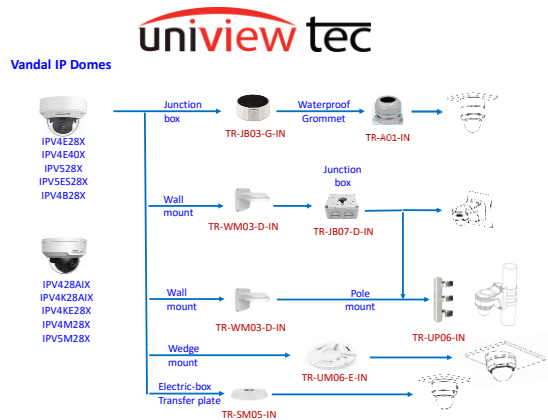 uniview tec
Vandal IP Domes
Junction
box
Waterproof
Grommet
TR-JB03-G-IN
TR-A01-IN
IPV4E28X
IPV4E40X
IPV528X
IPV5ES28X
IPV4B28X
Junction
box
Wall
mount
TR-WM03-D-IN
TR-JB07-D-IN
IPV428AIX
IPV4K28AIX
IPV4KE28X
IPV4M28X
IPV5M28X
Wall
mount
Pole
mount
TR-WM03-D-IN
TR-UP06-IN
Wedge
mount
TR-UM06-E-IN
Electric-box
Transfer plate
TR-SM05-IN